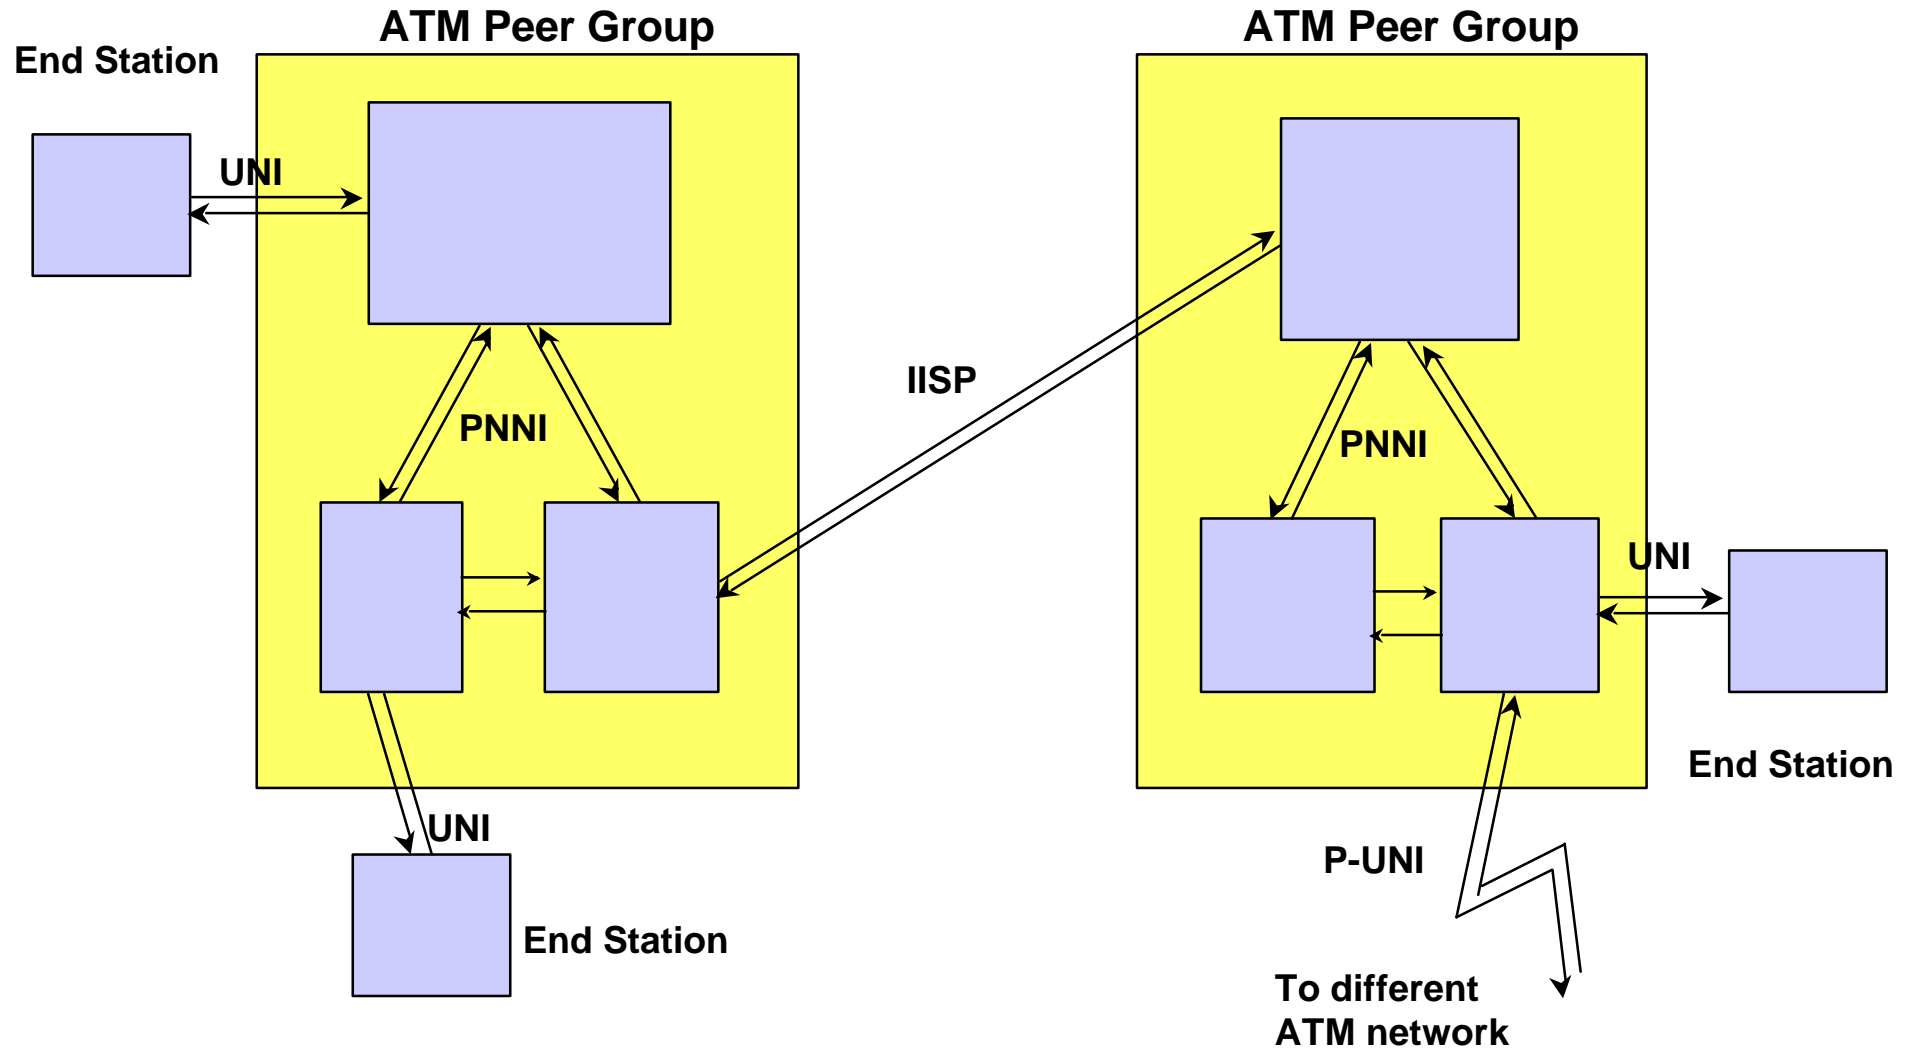 ATM Peer Group
ATM Peer Group
End Station
UNI
IISP
PNNI
PNNI
UNI
End Station
UNI
P-UNI
End Station
To different
ATM network